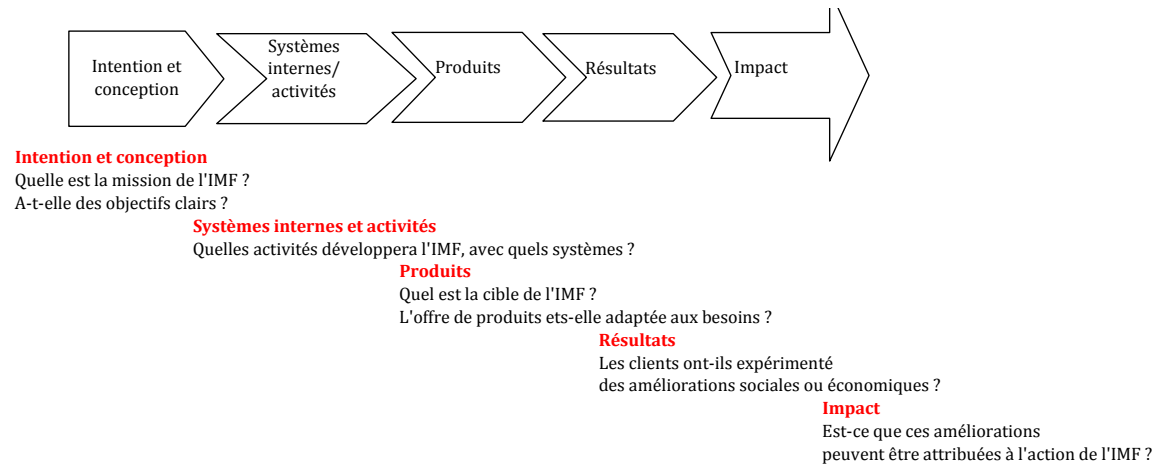 Intention et
conception
Systèmes
internes/
activités
Produits
Résultats
Impact
Intention et conception
Quelle est la mission de l'IMF ?
A-t-elle des objectifs clairs ?
Systèmes internes et activités
Quelles activités développera l'IMF, avec quels systèmes ?
Produits
Quel est la cible de l'IMF ?
L'offre de produits ets-elle adaptée aux besoins ?
Résultats
Les clients ont-ils expérimenté
des améliorations sociales ou économiques ?
Impact
Est-ce que ces améliorations
peuvent être attribuées à l'action de l'IMF ?